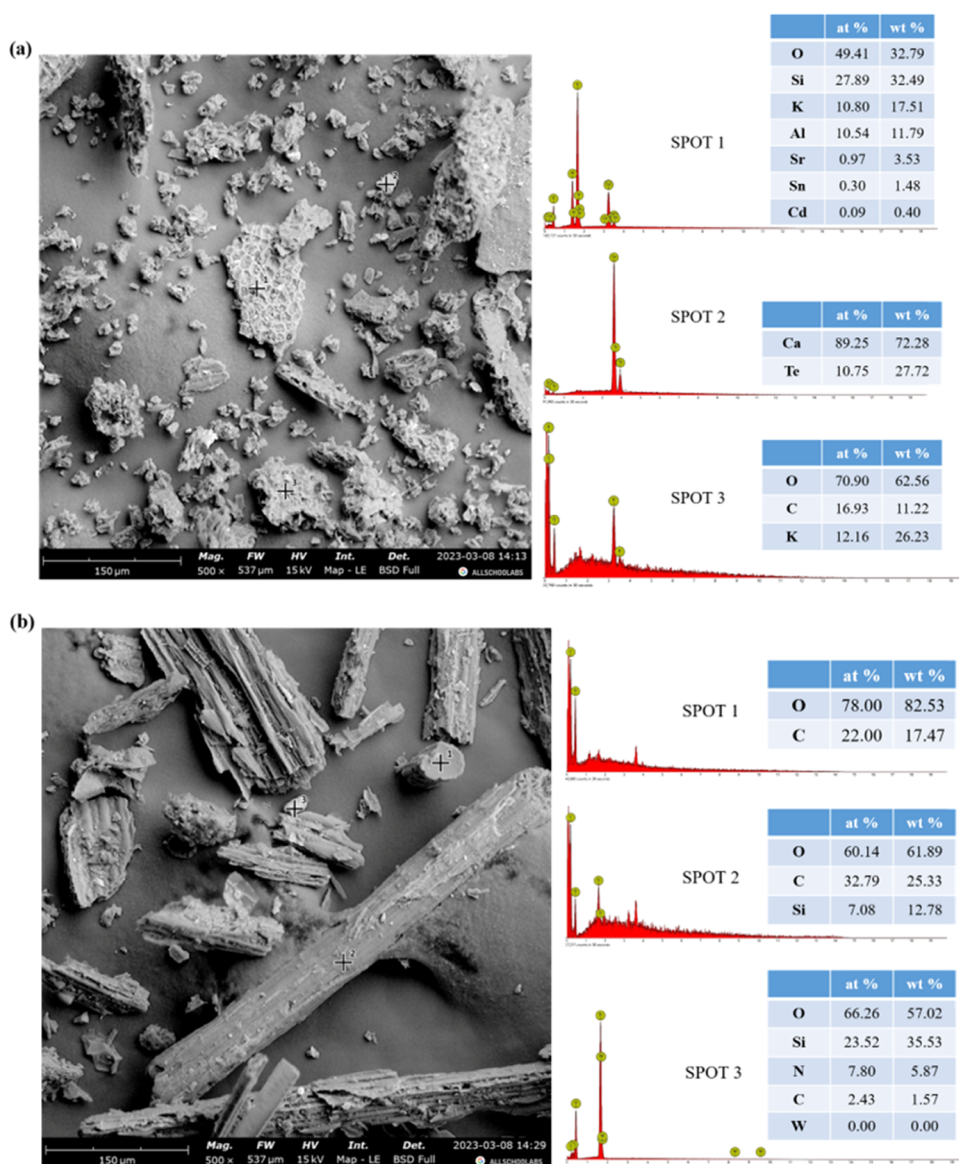 (a)
at % wt %
O 49.41 32.79
Si 27.89 32.49
K 10.80 17.51
Al 10.54 11.79
Sr 0.97 3.53
Sn 0.30 1.48
Cd 0.09 0.40
SPOT 1
2
1
3
SPOT 2
at % wt %
Ca 89.25 72.28
Te 10.75 27.72
SPOT 3
at % wt %
O 70.90 62.56
C 16.93 11.22
K 12.16 26.23
150 µm
Mag. FW HV Int. Det. 2023-03-08 14:13
500 × 537 µm 15 kV Map - LE BSD Full ALLSCHOOLABS
(b)
SPOT 1
at % wt %
O 78.00 82.53
C 22.00 17.47
1
3
2
SPOT 2
at % wt %
O 60.14 61.89
C 32.79 25.33
Si 7.08 12.78
SPOT 3
at % wt %
O 66.26 57.02
Si 23.52 35.53
N 7.80 5.87
C 2.43 1.57
W 0.00 0.00
150 µm
Mag. FW HV Int. Det. 2023-03-08 14:29
500 × 537 µm 15 kV Map - LE BSD Full ALLSCHOOLABS